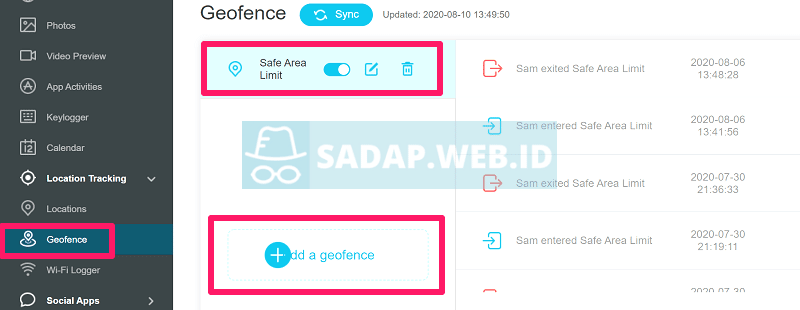 Photos
Video Preview
App Activities
Keylogger
Calendar
12
Location Tracking
Locations
Geofence
Wi-Fi Logger
Social Apps
Geofence
Sync
Updated: 2020-08-10 13:49:50
Safe Area
Limit
SADAP.WEB.ID
dd a geofence
Sam exited Safe Area Limit
2020-08-06
13:48:28
Sam entered Safe Area Limit
2020-08-06
13:41:56
Sam exited Safe Area Limit
2020-07-30
21:36:33
Sam entered Safe Area Limit
2020-07-30
21:19:11
2020-07-30